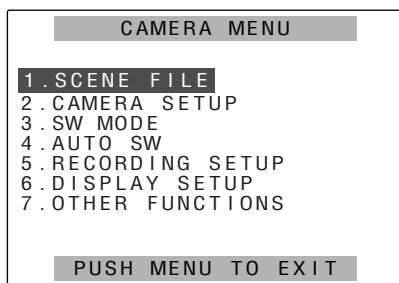 CAMERA MENU
1.SCENE FILE
2.CAMERA SETUP
3.SW MODE
4.AUTO SW
5.RECORDING SETUP
6.DISPLAY SETUP
7.OTHER FUNCTIONS
PUSH MENU TO EXIT